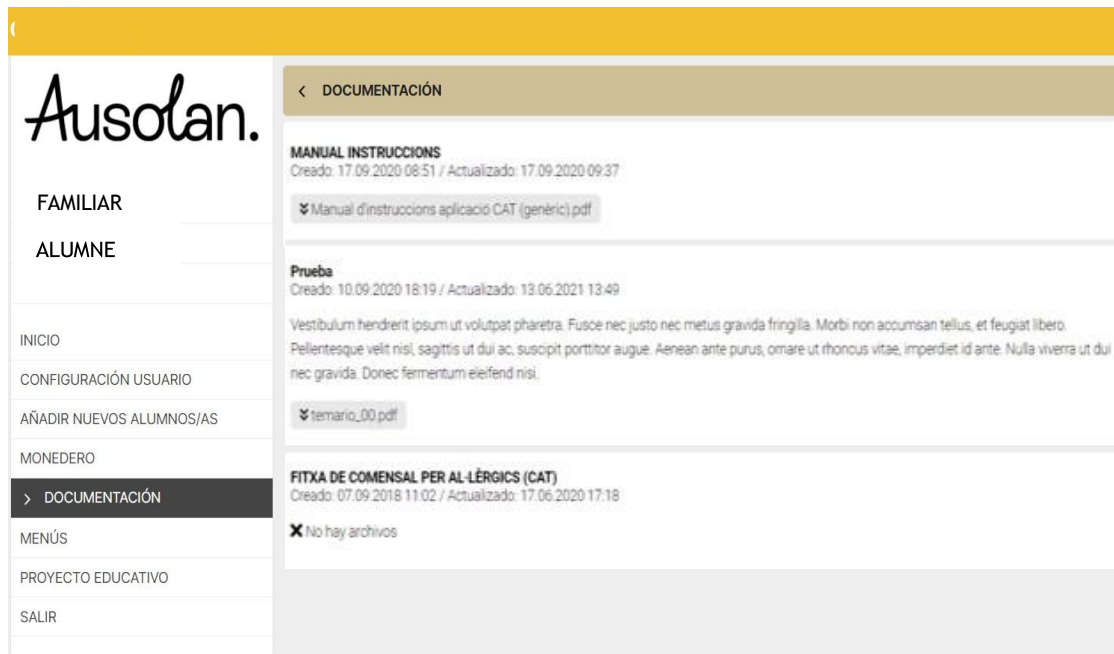 Ausolan.
FAMILIAR
ALUMNE
INICIO
CONFIGURACIÓN USUARIO
AÑADIR NUEVOS ALUMNOS/AS
MONEDERO
> DOCUMENTACIÓN
MENÚS
PROYECTO EDUCATIVO
SALIR
< DOCUMENTACIÓN
MANUAL INSTRUCCIONS
Creado: 17.09.2020 08:51 / Actualizado: 17.09.2020 09:37
Manual d'instruccions aplicació CAT (genèric).pdf
Prueba
Creado: 10.09.2020 18:19 / Actualizado: 13.06.2021 13:49
Vestibulum hendrerit ipsum ut volutpat pharetra. Fusce nec justo nec metus gravida fringilla. Morbi non accumsan tellus, et feugiat libero.
Pellentesque velit nisl, sagittis ut dui ac, suscipit porttitor augue. Aenean ante purus, ornare ut rhoncus vitae, imperdiet id ante. Nulla viverra ut dui
nec gravida. Donec fermentum eleifend nisi.
temario_00.pdf
FITXA DE COMENSAL PER AL·LÈRGICS (CAT)
Creado: 07.09.2018 11:02 / Actualizado: 17.06.2020 17:18
No hay archivos